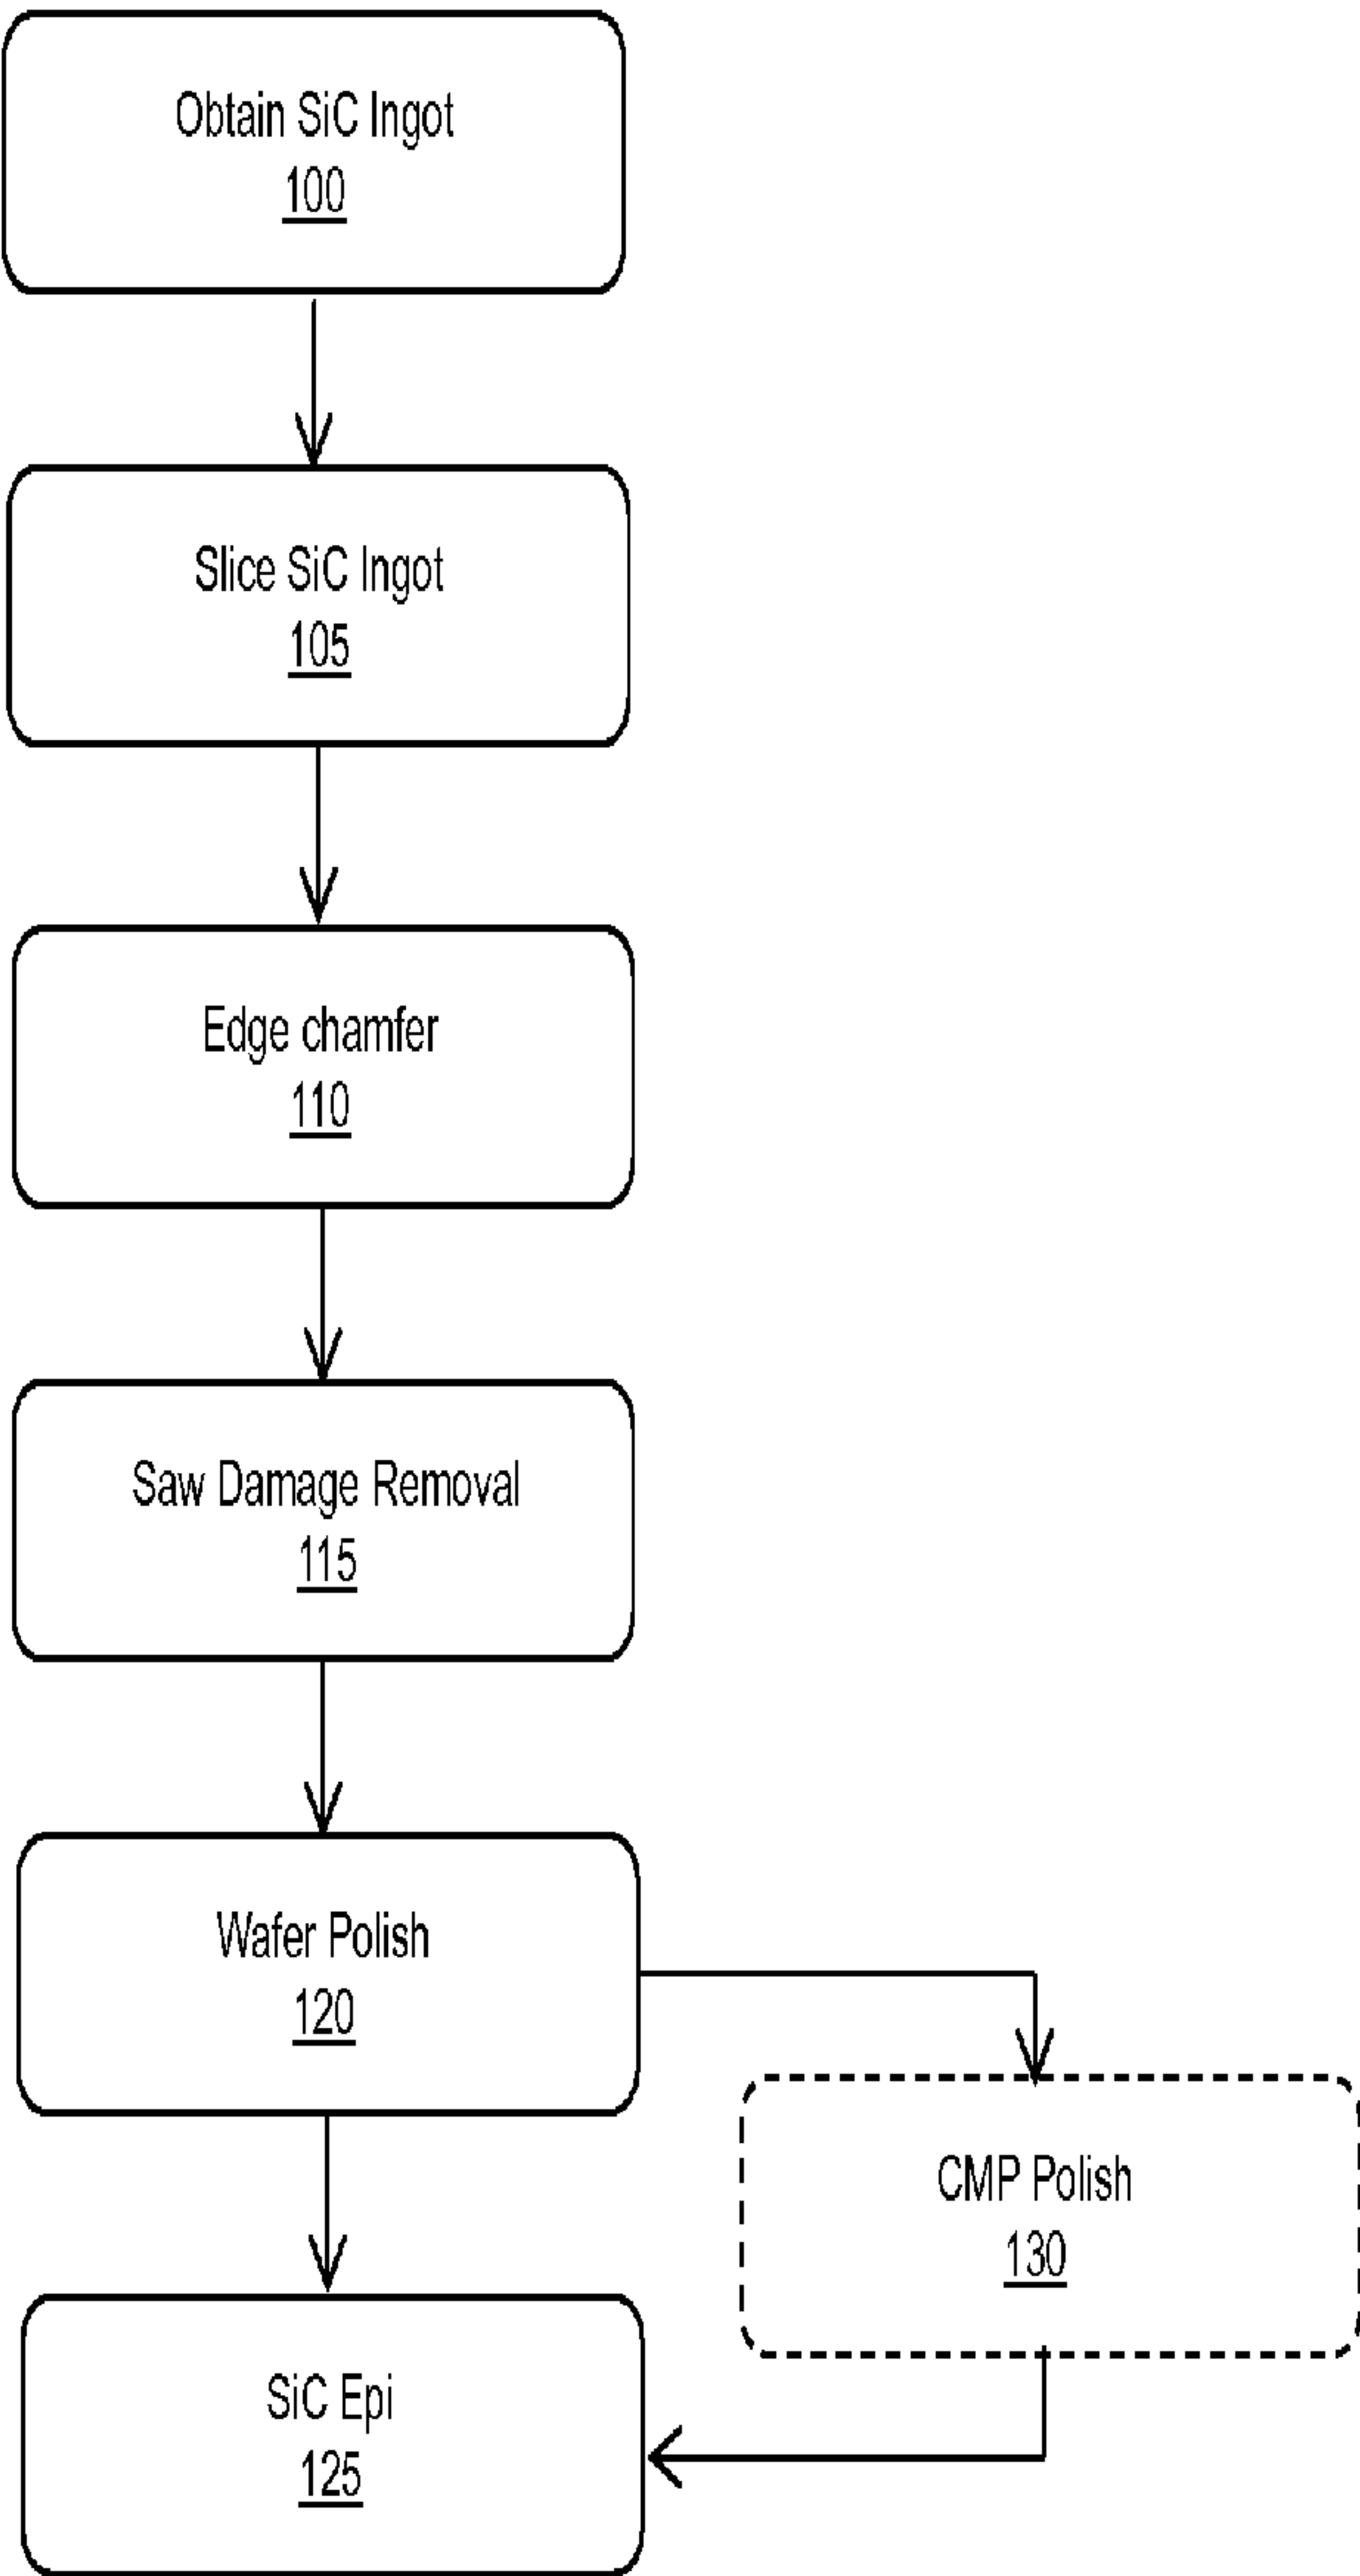 Obtain SiC Ingot
100
Slice SiC Ingot
105
Edge chamfer
110
Saw Damage Removal
115
Wafer Polish
120
CMP Polish
130
SiC Epi
125